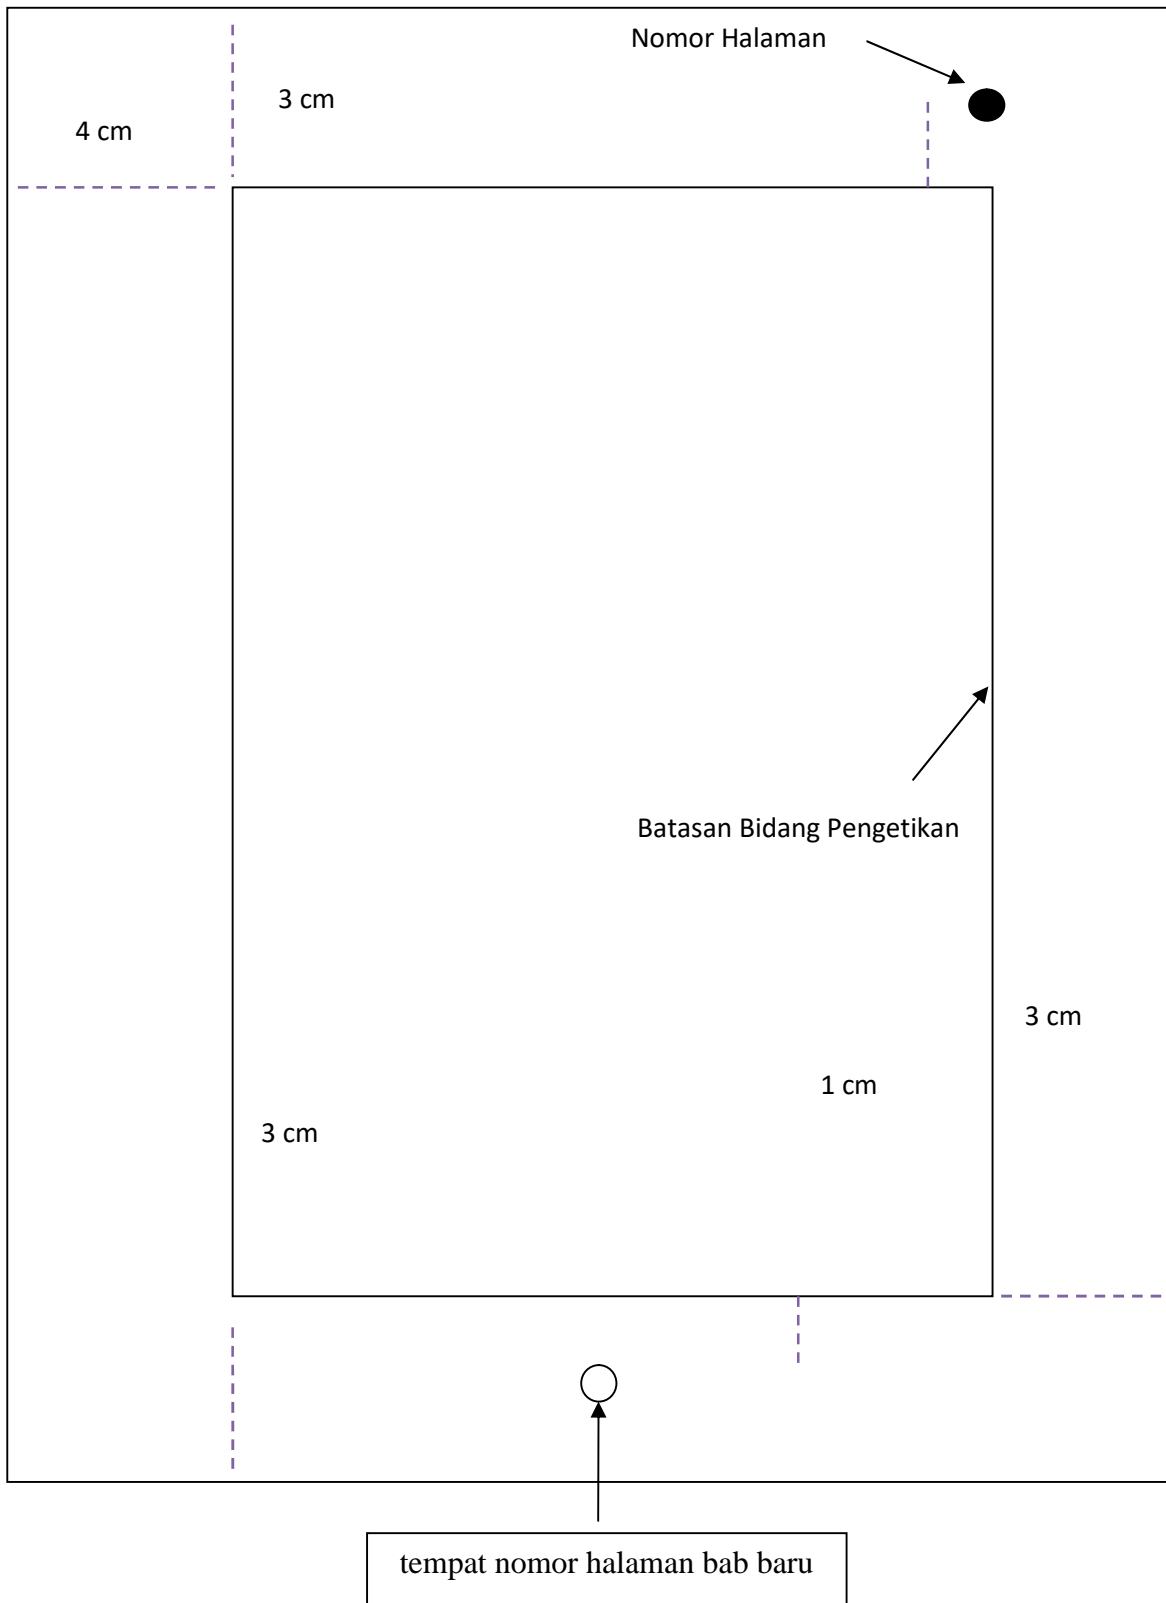 Nomor Halaman
3 cm
4 cm
Batasan Bidang Pengetikan
3 cm
1 cm
3 cm
tempat nomor halaman bab baru